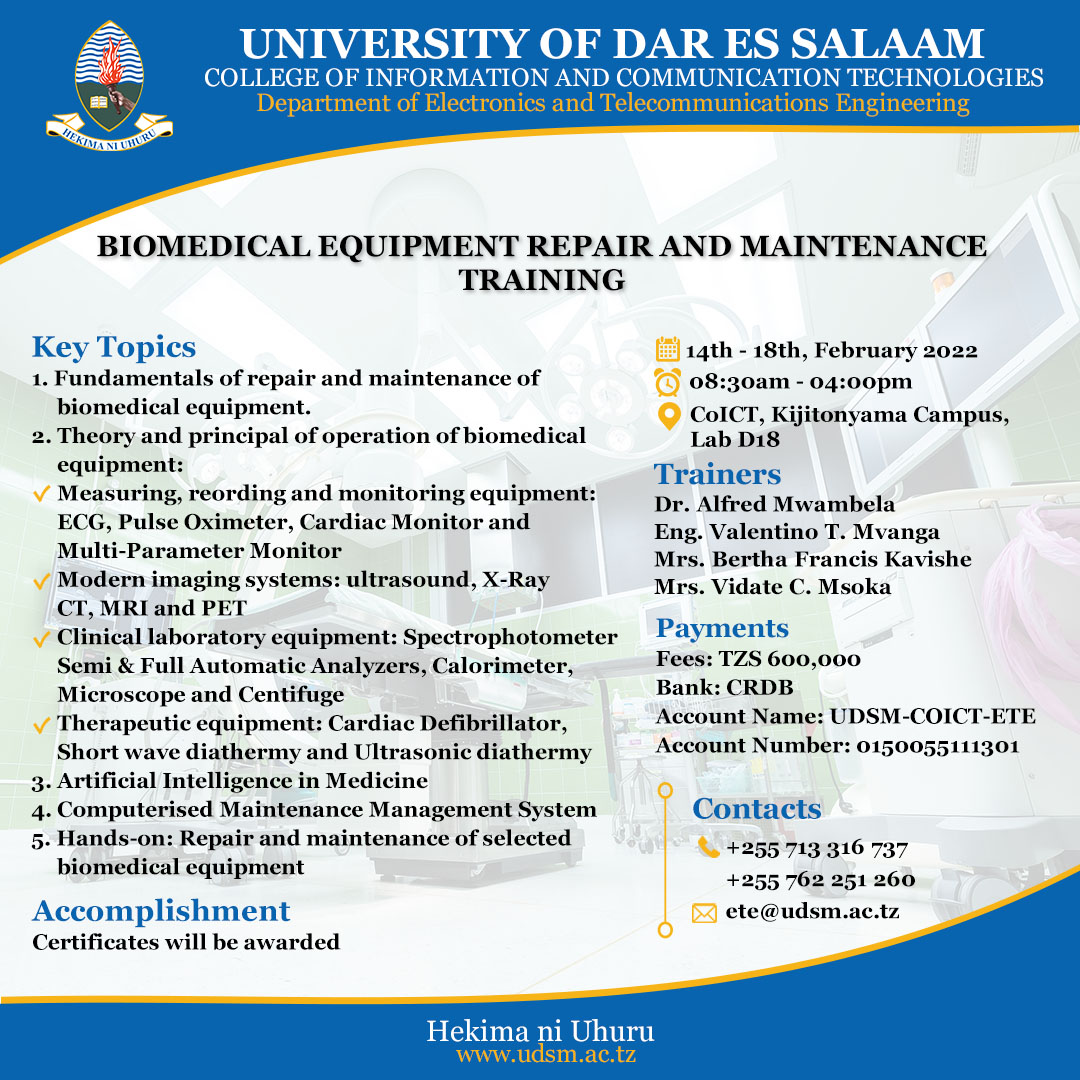 UNIVERSITY OF DAR ES SALAAM
COLLEGE OF INFORMATION AND COMMUNICATION TECHNOLOGIES
Department of Electronics and Telecommunications Engineering
HEKIMA NI UHURU
BIOMEDICAL EQUIPMENT REPAIR AND MAINTENANCE
TRAINING
Key Topics
1. Fundamentals of repair and maintenance of
biomedical equipment.
2. Theory and principal of operation of biomedical
equipment:
✓ Measuring, reording and monitoring equipment:
ECG, Pulse Oximeter, Cardiac Monitor and
Multi-Parameter Monitor
✓ Modern imaging systems: ultrasound, X-Ray
CT, MRI and PET
✓ Clinical laboratory equipment: Spectrophotometer
Semi & Full Automatic Analyzers, Calorimeter,
Microscope and Centifuge
✓ Therapeutic equipment: Cardiac Defibrillator,
Short wave diathermy and Ultrasonic diathermy
3. Artificial Intelligence in Medicine
4. Computerised Maintenance Management System
5. Hands-on: Repair and maintenance of selected
biomedical equipment
Accomplishment
Certificates will be awarded
14th - 18th, February 2022
08:30am - 04:00pm
CoICT, Kijitonyama Campus,
Lab D18
Trainers
Dr. Alfred Mwambela
Eng. Valentino T. Mvanga
Mrs. Bertha Francis Kavishe
Mrs. Vidate C. Msoka
Payments
Fees: TZS 600,000
Bank: CRDB
Account Name: UDSM-COICT-ETE
Account Number: 0150055111301
Contacts
+255 713 316 737
+255 762 251 260
ete@udsm.ac.tz
Hekima ni Uhuru
www.udsm.ac.tz